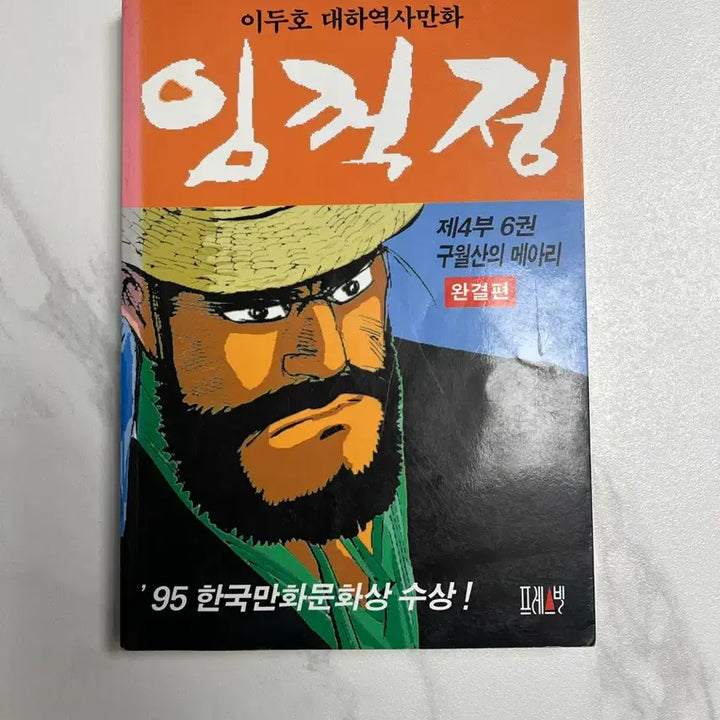 이두호 대하역사만화
임꺽정
제4부 6권
구월산의 메아리
완결편
'95 한국만화문화상 수상!
프레스빌